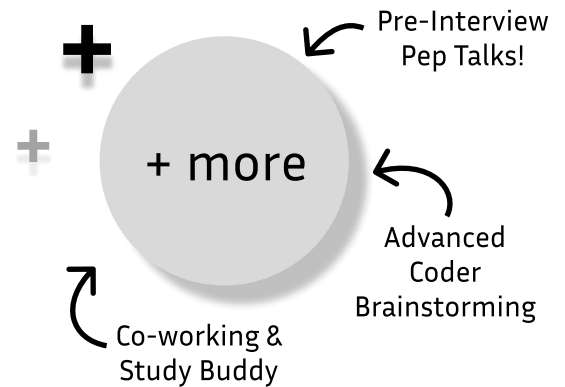 Pre-Interview
Pep Talks!
+ more
Advanced
Coder
Brainstorming
Co-working &
Study Buddy